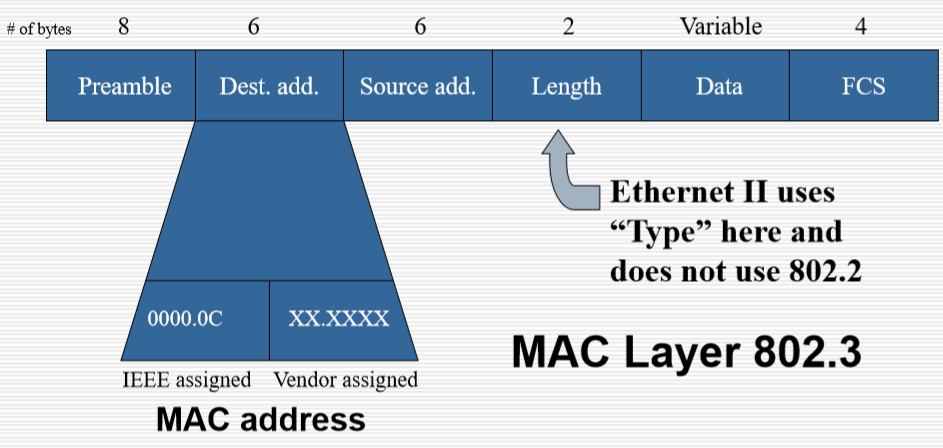 # of bytes 8 6 6 2 Variable 4
Preamble Dest. add. Source add. Length Data FCS
Ethernet II uses
“Type” here and
does not use 802.2
0000.0C XX.XXXX
MAC Layer 802.3
IEEE assigned Vendor assigned
MAC address